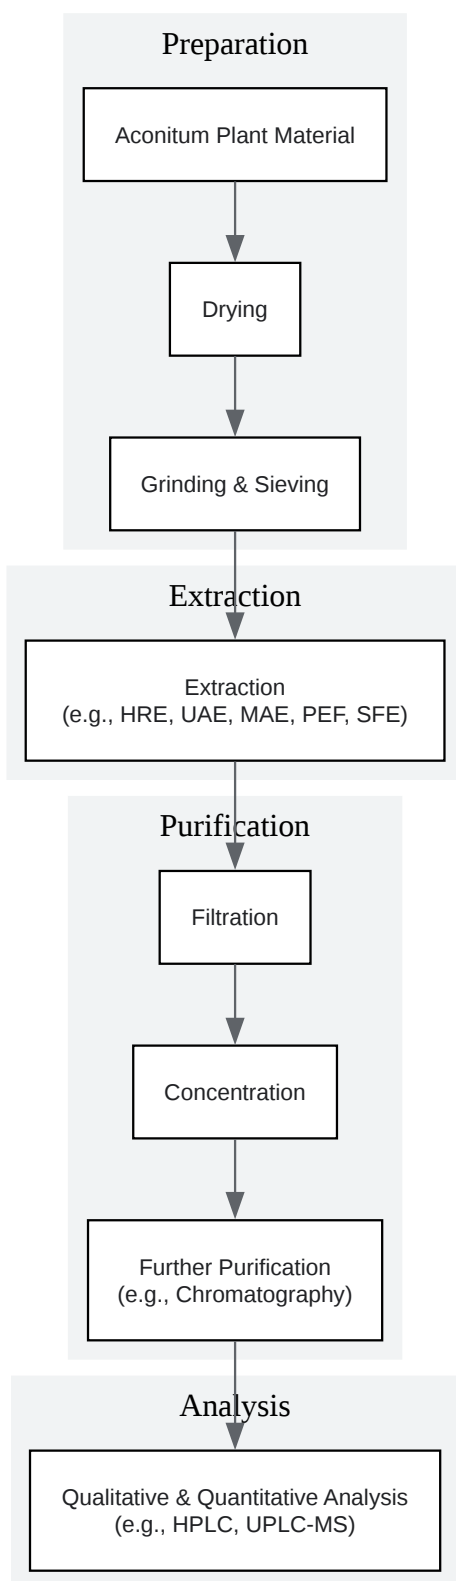 Preparation
Aconitum Plant Material
Drying
Grinding & Sieving
Extraction
Extraction
(e.g., HRE, UAE, MAE, PEF, SFE)
Purification
Filtration
Concentration
Further Purification
(e.g., Chromatography)
Analysis
Qualitative & Quantitative Analysis
(e.g., HPLC, UPLC-MS)